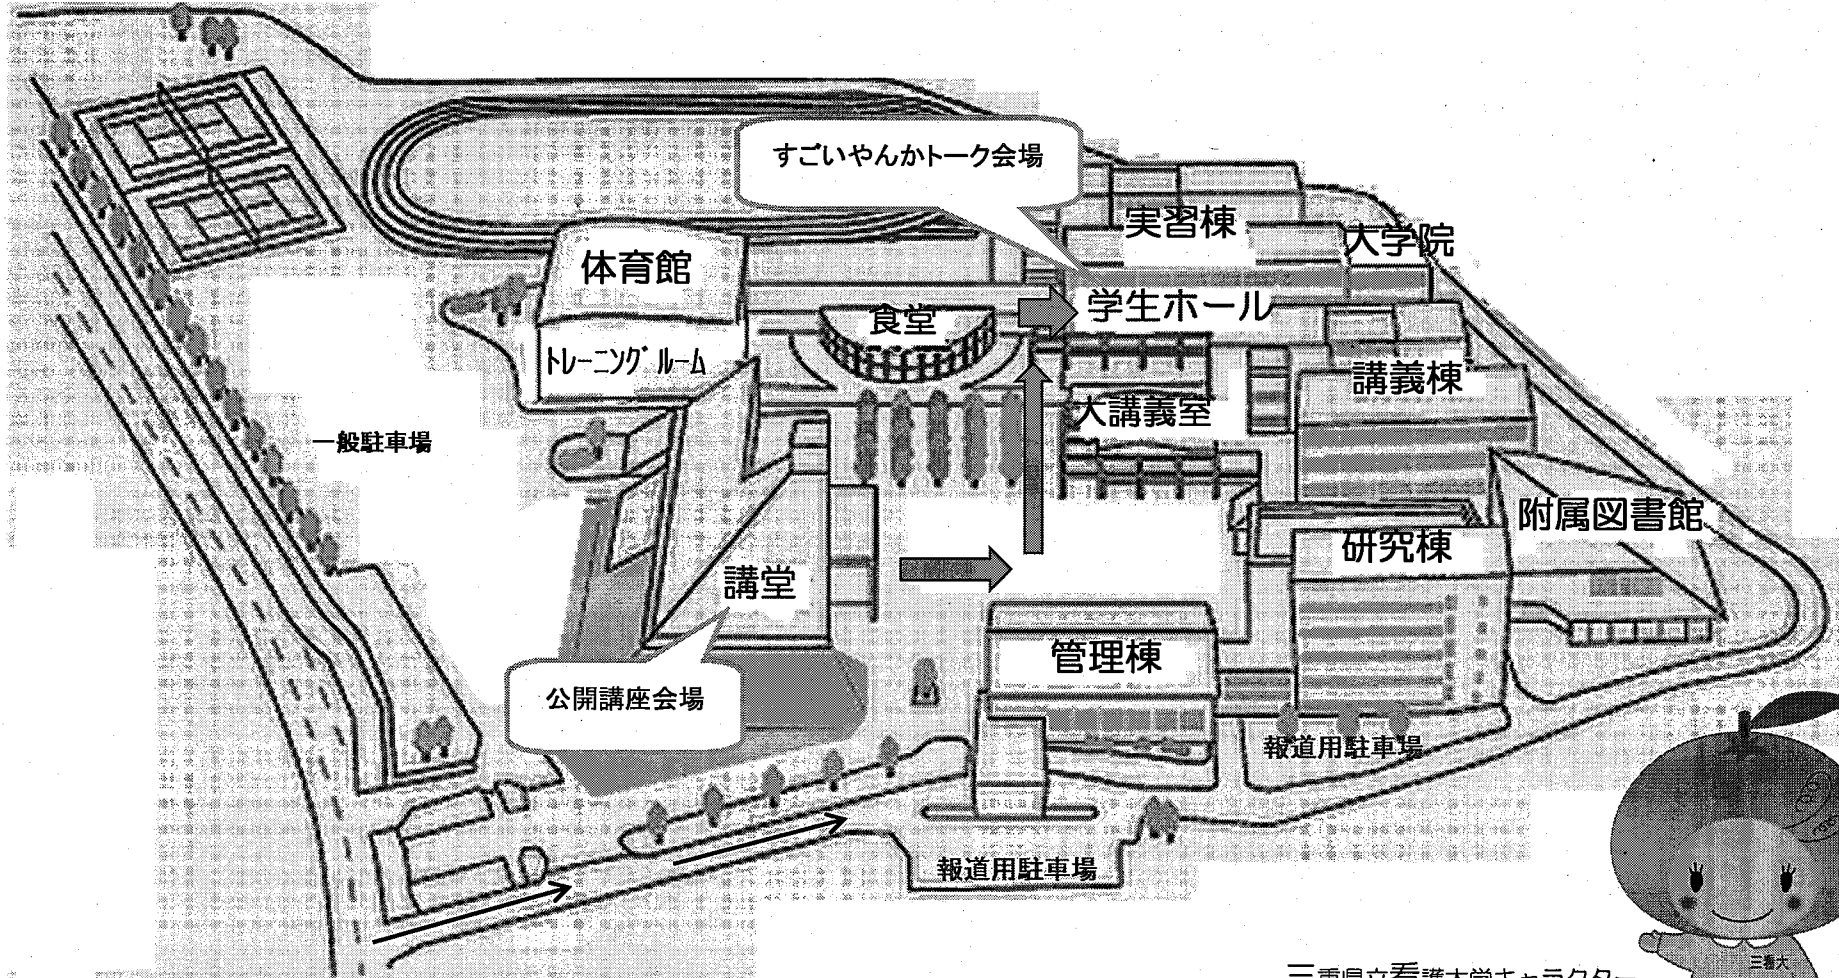 すごいやんかトーク会場
実習棟
大学院
体育館
学生ホール
食堂
トレーニングルーム
講義棟
大講義室
一般駐車場
附属図書館
研究棟
講堂
管理棟
公開講座会場
報道用駐車場
報道用駐車場
三看大
三重県立看護大学キャラクター